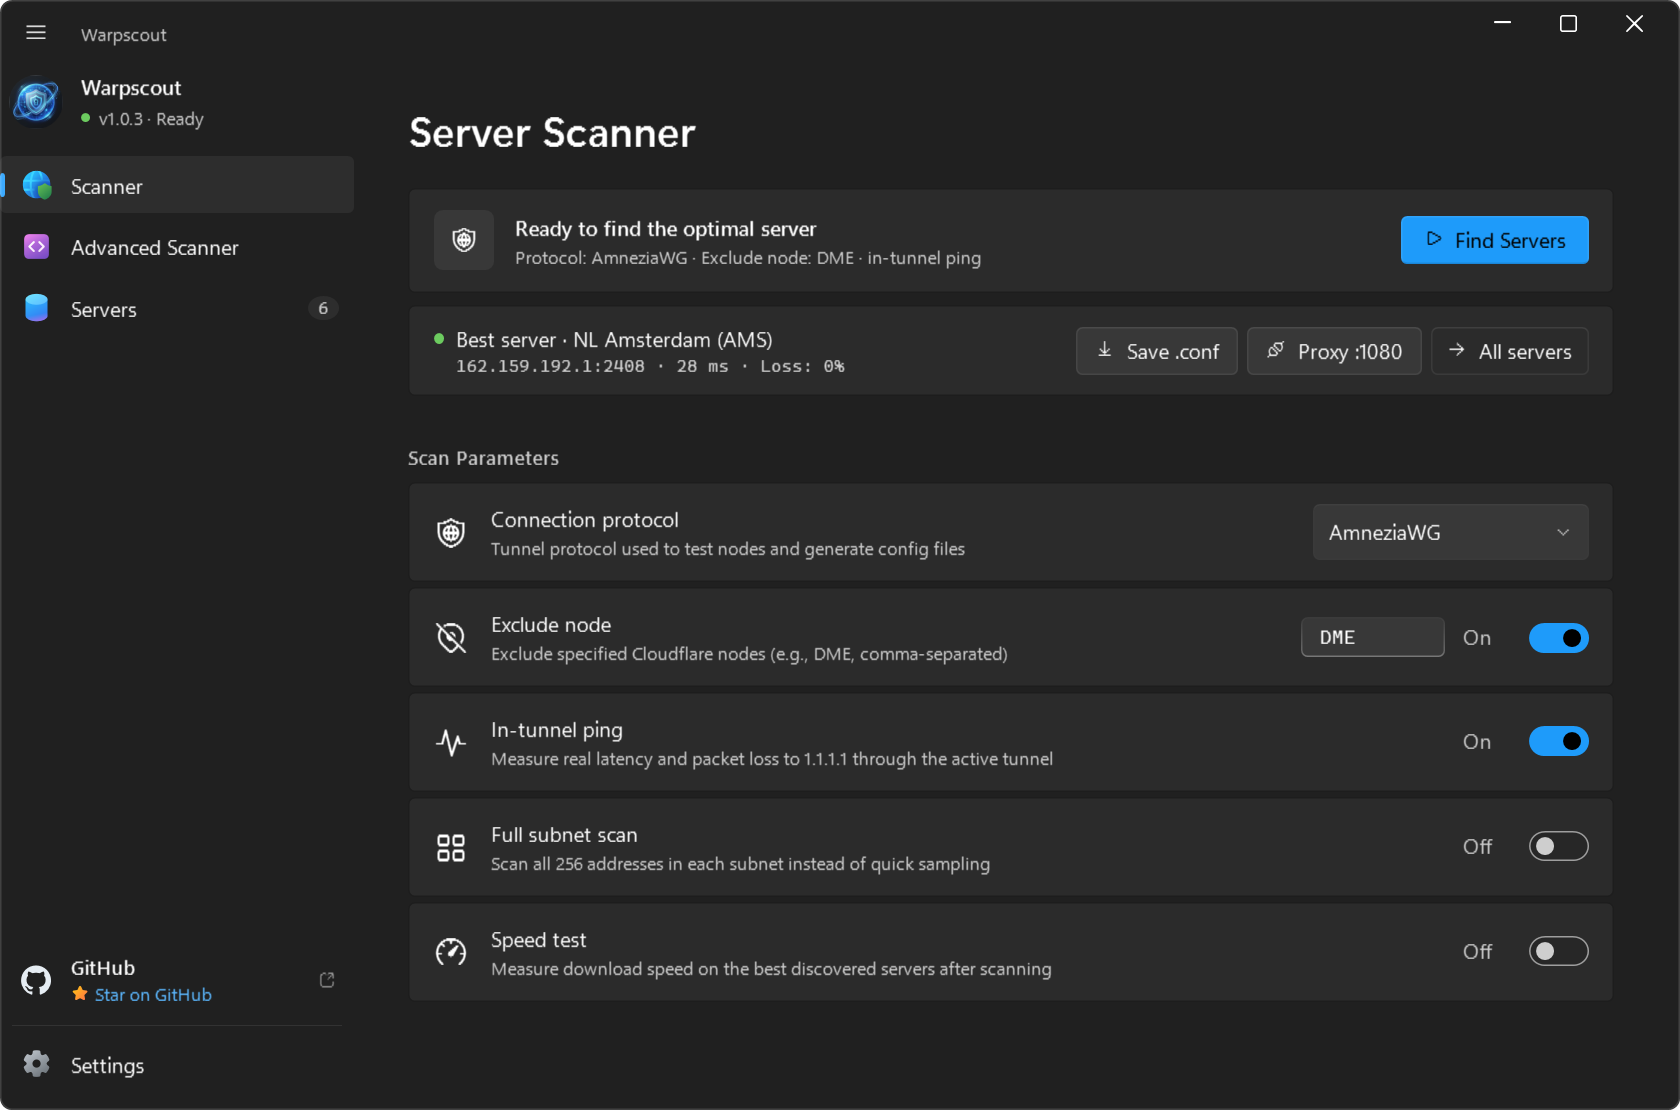 Warpscout
Warpscout
v1.0.3 · Ready
Scanner
Advanced Scanner
Servers
6
GitHub
Star on GitHub
Settings
Server Scanner
Ready to find the optimal server
Protocol: AmneziaWG · Exclude node: DME · in-tunnel ping
Find Servers
Best server · NL Amsterdam (AMS)
162.159.192.1:2408 · 28 ms · Loss: 0%
Save .conf
Proxy :1080
All servers
Scan Parameters
Connection protocol
Tunnel protocol used to test nodes and generate config files
AmneziaWG
Exclude node
Exclude specified Cloudflare nodes (e.g., DME, comma-separated)
DME
On
In-tunnel ping
Measure real latency and packet loss to 1.1.1.1 through the active tunnel
On
Full subnet scan
Scan all 256 addresses in each subnet instead of quick sampling
Off
Speed test
Measure download speed on the best discovered servers after scanning
Off